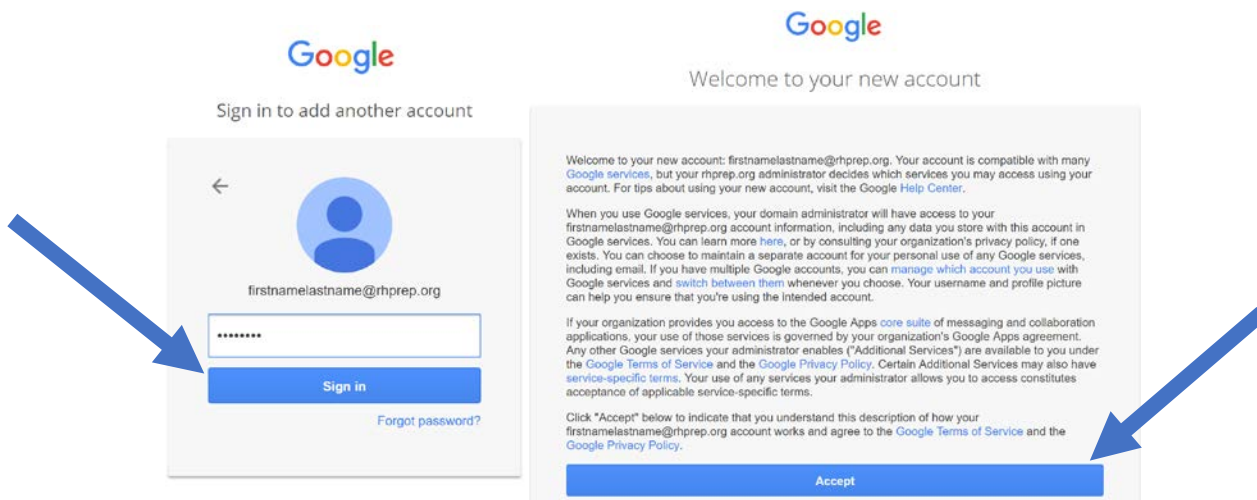 Google
Sign in to add another account
firstnamelastname@rhprep.org
••••••••
Sign in
Forgot password?
Google
Welcome to your new account
Welcome to your new account: firstnamelastname@rhprep.org. Your account is compatible with many
Google services, but your rhprep.org administrator decides which services you may access using your
account. For tips about using your new account, visit the Google Help Center.
When you use Google services, your domain administrator will have access to your
firstnamelastname@rhprep.org account information, including any data you store with this account in
Google services. You can learn more here, or by consulting your organization's privacy policy, if one
exists. You can choose to maintain a separate account for your personal use of any Google services,
including email. If you have multiple Google accounts, you can manage which account you use with
Google services and switch between them whenever you choose. Your username and profile picture
can help you ensure that you're using the intended account.
If your organization provides you access to the Google Apps core suite of messaging and collaboration
applications, your use of those services is governed by your organization's Google Apps agreement.
Any other Google services your administrator enables ("Additional Services") are available to you under
the Google Terms of Service and the Google Privacy Policy. Certain Additional Services may also have
service-specific terms. Your use of any services your administrator allows you to access constitutes
acceptance of applicable service-specific terms.
Click "Accept" below to indicate that you understand this description of how your
firstnamelastname@rhprep.org account works and agree to the Google Terms of Service and the
Google Privacy Policy.
Accept